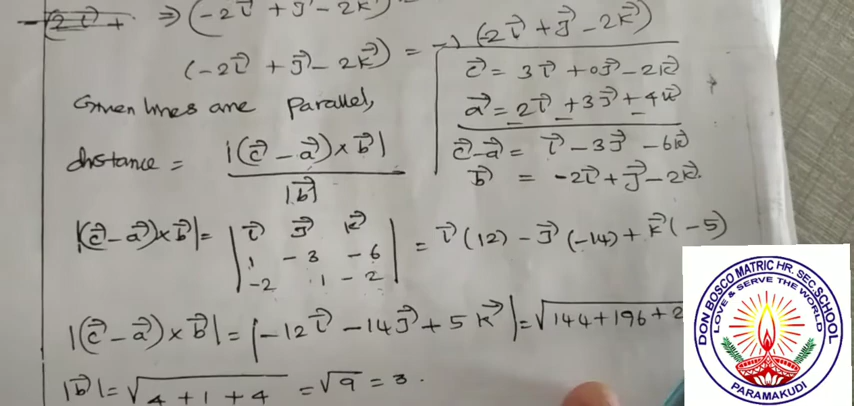 ⇒ (-2i⃗ + j⃗ - 2k⃗)
(-2i⃗ + j⃗ - 2k⃗) = -1 (2i⃗ + j⃗ - 2k⃗)
Given lines are parallel,
c⃗ = 3i⃗ + 0j⃗ - 2k⃗
a⃗ = 2i⃗ + 3j⃗ + 4k⃗
c⃗-a⃗ = i⃗ - 3j⃗ - 6k⃗
b⃗ = -2i⃗ + j⃗ - 2k⃗.
distance = |(c⃗ - a⃗) × b⃗| / |b⃗|
|(c⃗ - a⃗) × b⃗| = | i⃗ j⃗ k⃗ | = i⃗ (12) - j⃗ (-14) + k⃗ (-5)
1 -3 -6
-2 1 -2
|(c⃗ - a⃗) × b⃗| = |-12i⃗ - 14j⃗ + 5k⃗| = √144+196+2
|b⃗| = √4+1+4 = √9 = 3.
DON BOSCO MATRIC HR. SEC. SCHOOL
LOVE & SERVE THE WORLD
PARAMAKUDI